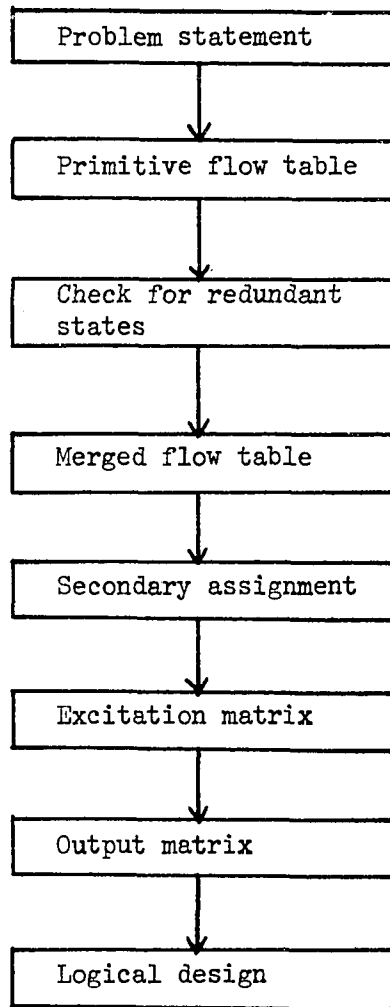 Problem statement
Primitive flow table
Check for redundant
states
Merged flow table
Secondary assignment
Excitation matrix
Output matrix
Logical design